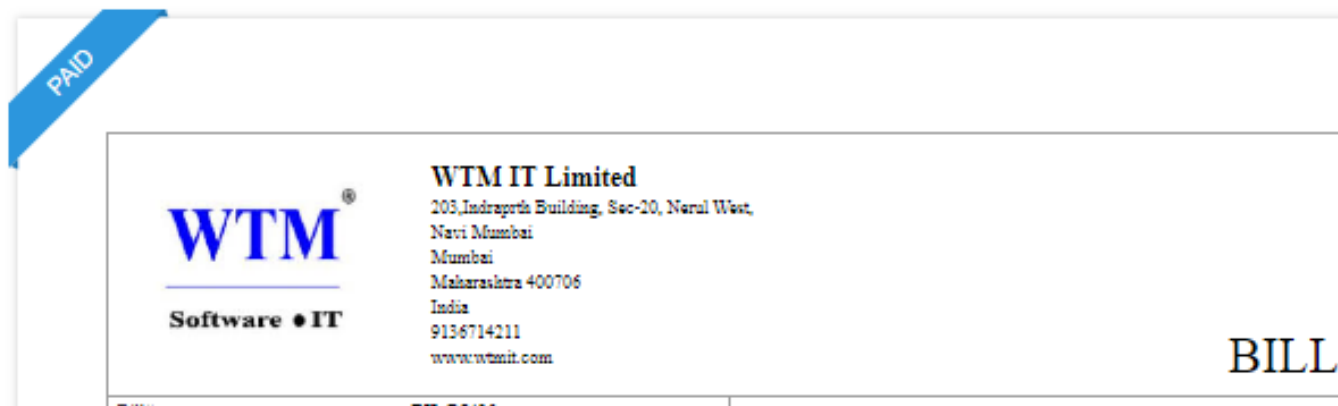 PAID
WTM IT Limited
203,Indraprth Building, Sec-20, Nerul West,
Navi Mumbai
Mumbai
Maharashtra 400706
India
9136714211
www.wtmit.com
WTM®
Software ● IT
BILL